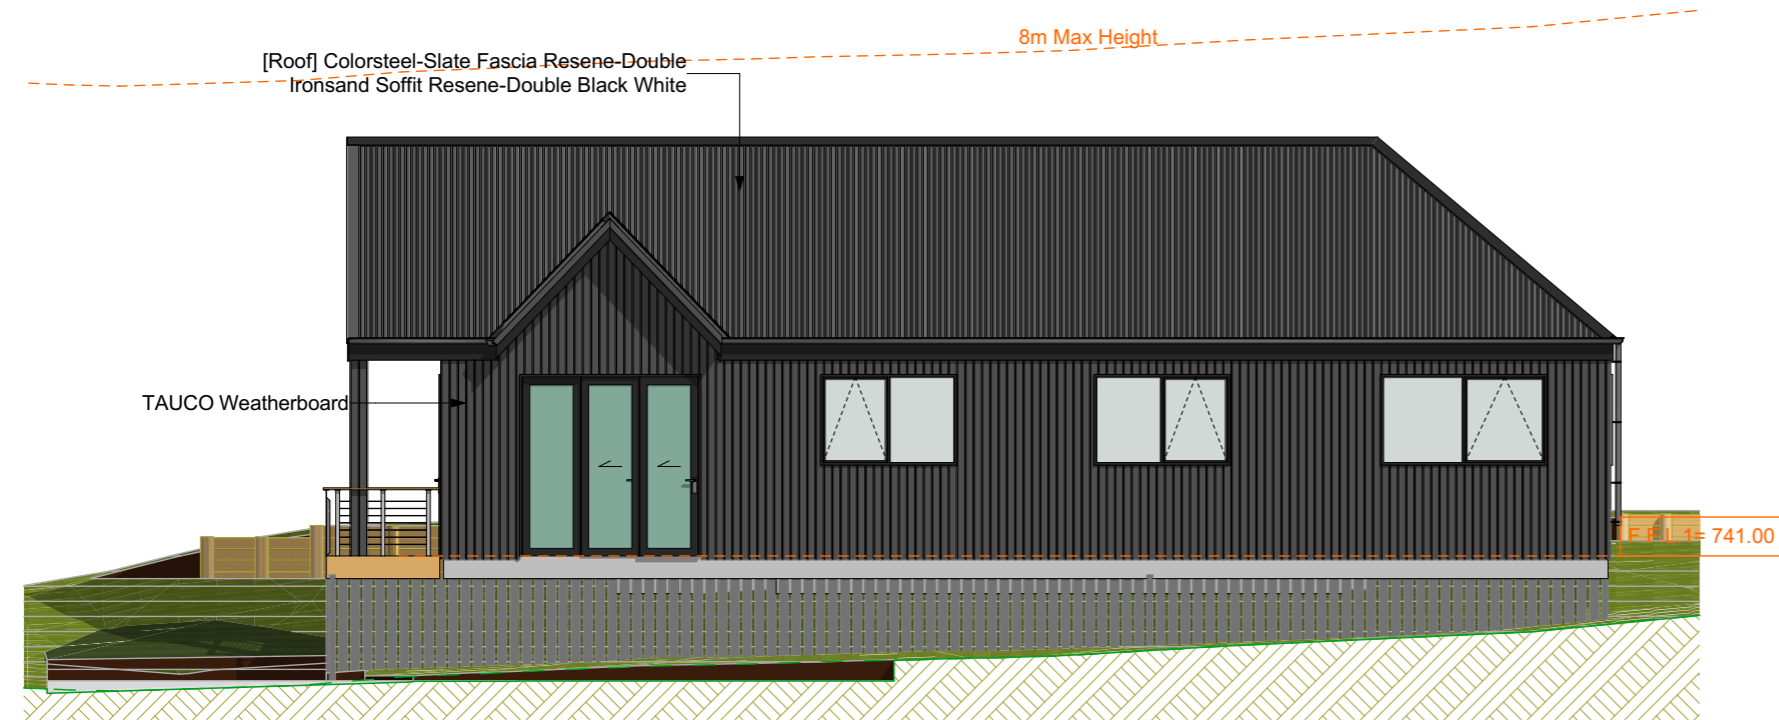 8m Max Height
[Roof] Colorsteel-Slate Fascia Resene-Double
Ironsand Soffit Resene-Double Black White
TAUCO Weatherboard
F.F.L 1= 741.00